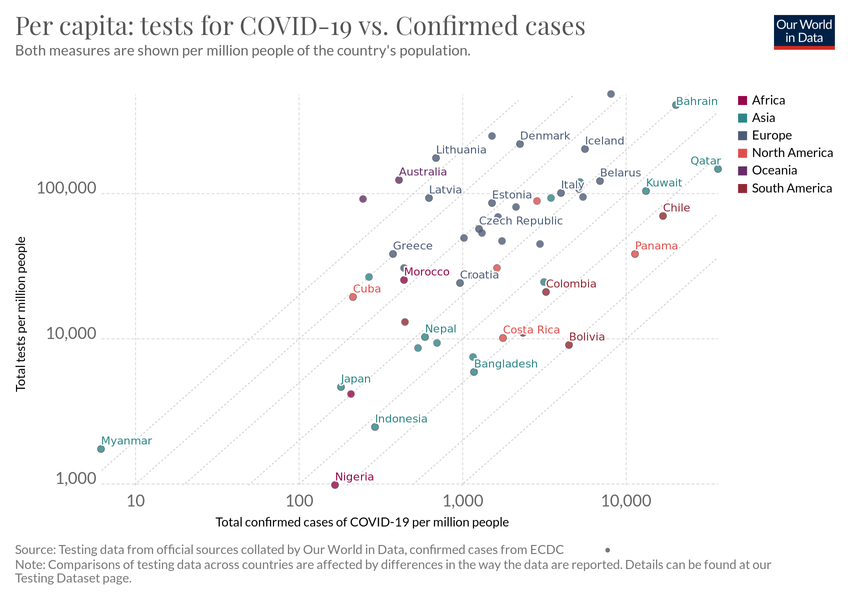 Per capita: tests for COVID-19 vs. Confirmed cases
Both measures are shown per million people of the country's population.
Our World
in Data
Africa
Asia
Europe
North America
Oceania
South America
Bahrain
Denmark
Iceland
Lithuania
Qatar
Australia
Belarus
Italy
Kuwait
100,000
Latvia
Estonia
Chile
Czech Republic
Greece
Panama
Morocco
Croatia
Colombia
Cuba
Nepal
Costa Rica
10,000
Bolivia
Bangladesh
Japan
Indonesia
Myanmar
Nigeria
1,000
Total tests per million people
10
100
1,000
10,000
Total confirmed cases of COVID-19 per million people
Source: Testing data from official sources collated by Our World in Data, confirmed cases from ECDC
Note: Comparisons of testing data across countries are affected by differences in the way the data are reported. Details can be found at our
Testing Dataset page.